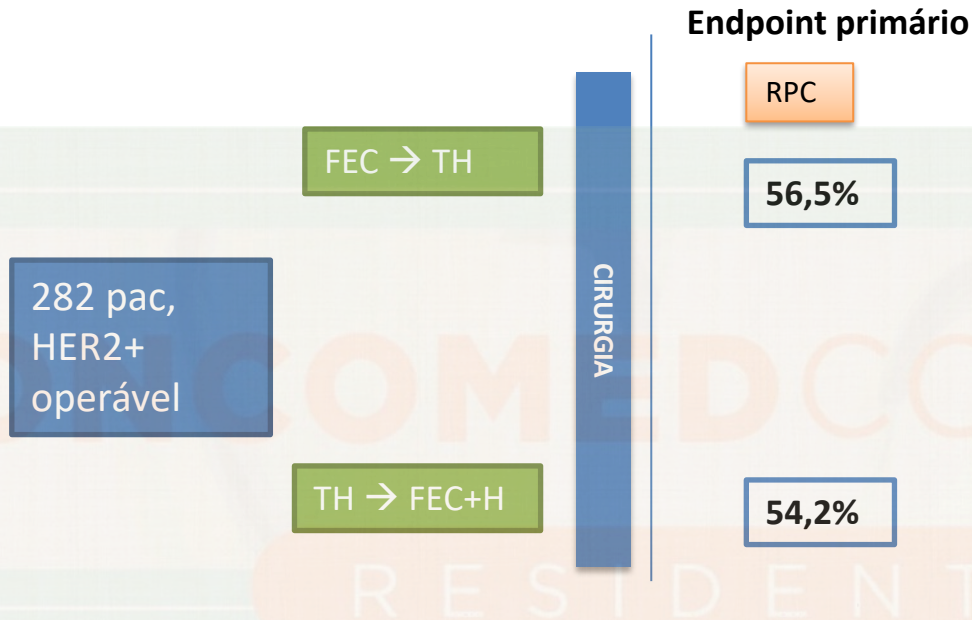 Endpoint primário
RPC
FEC → TH
56,5%
282 pac,
HER2+
operável
CIRURGIA
TH → FEC+H
54,2%
ONCOMEDCO
RESIDENT